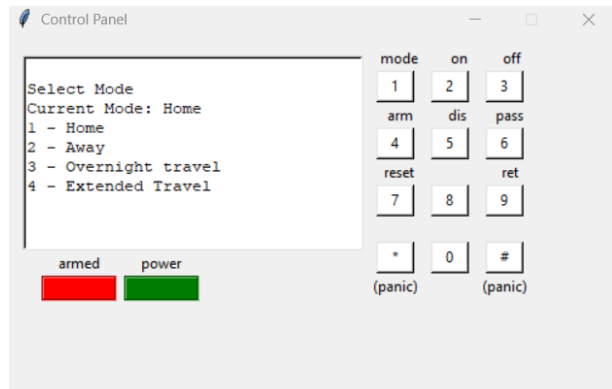 Control Panel
Select Mode
Current Mode: Home
1 - Home
2 - Away
3 - Overnight travel
4 - Extended Travel
armed power
mode on off
1 2 3
arm dis pass
4 5 6
reset ret
7 8 9
* 0 #
(panic) (panic)